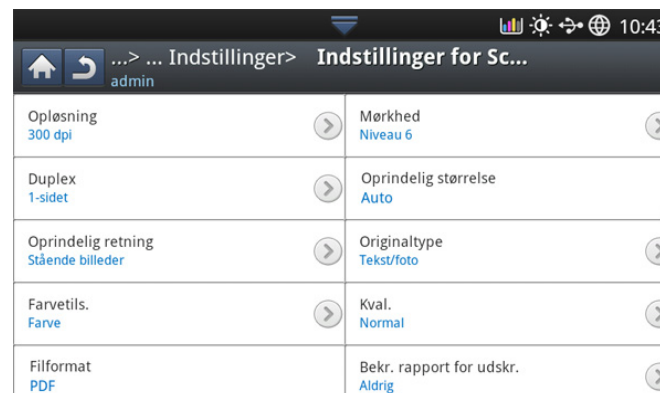 10:43
...> ... Indstillinger> Indstillinger for Sc...
admin
Opløsning
300 dpi
Mørkhed
Niveau 6
Duplex
1-sidet
Oprindelig størrelse
Auto
Oprindelig retning
Stående billeder
Originaltype
Tekst/foto
Farvetils.
Farve
Kval.
Normal
Filformat
PDF
Bekr. rapport for udskr.
Aldrig